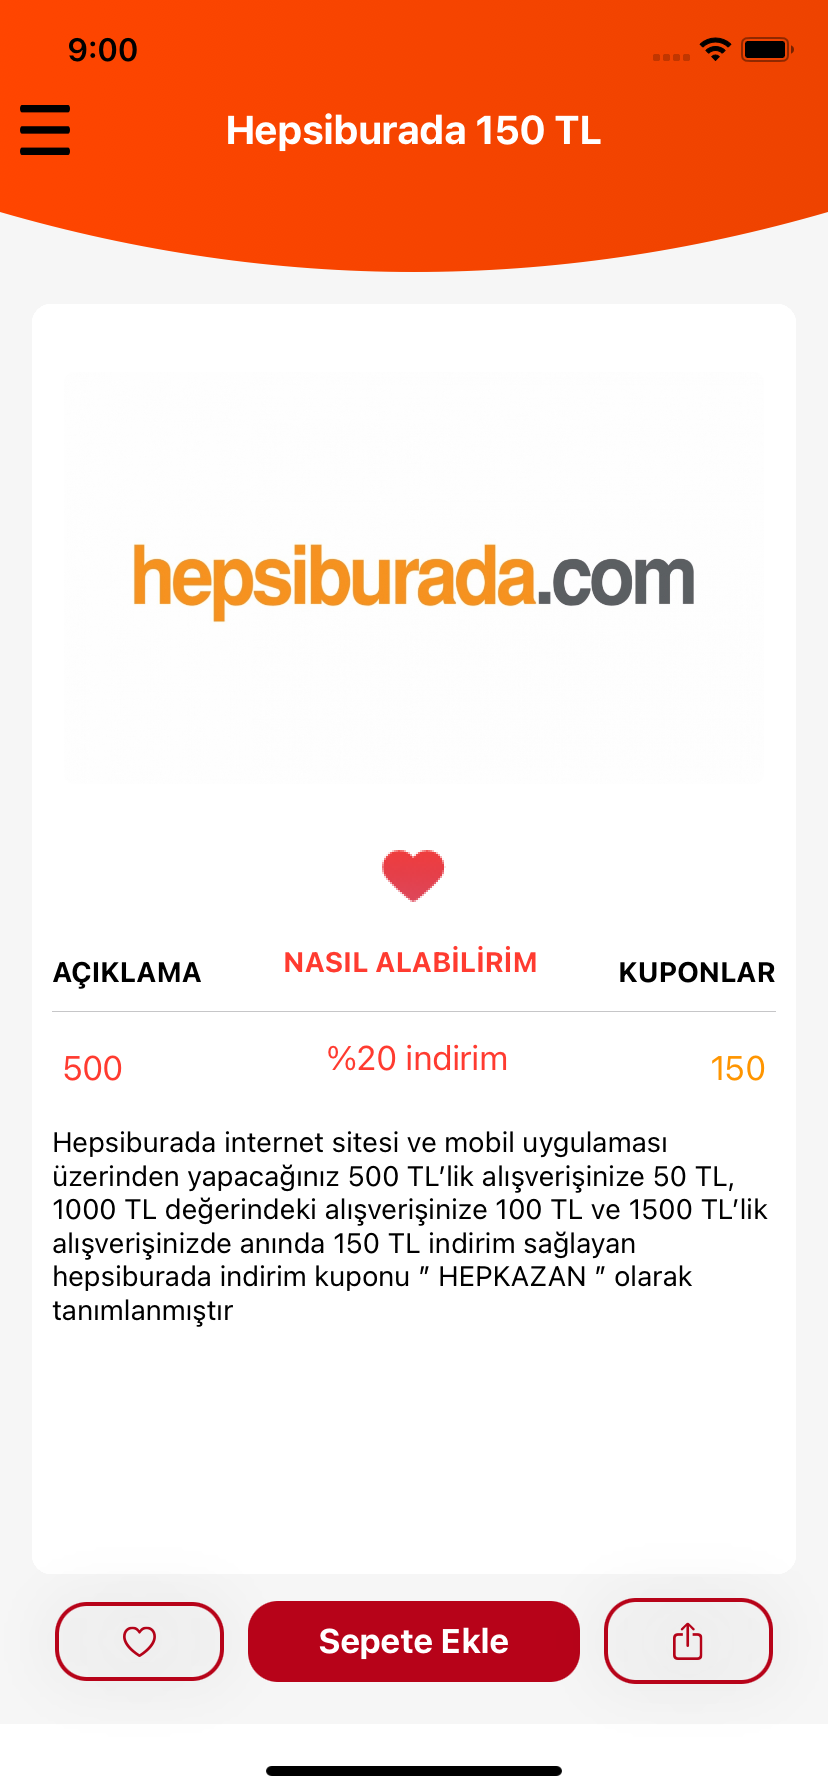 9:00
Hepsiburada 150 TL
hepsiburada.com
AÇIKLAMA
NASIL ALABİLİRİM
KUPONLAR
500
%20 indirim
150
Hepsiburada internet sitesi ve mobil uygulaması
üzerinden yapacağınız 500 TL’lik alışverişinize 50 TL,
1000 TL değerindeki alışverişinize 100 TL ve 1500 TL’lik
alışverişinizde anında 150 TL indirim sağlayan
hepsiburada indirim kuponu ” HEPKAZAN ” olarak
tanımlanmıştır
Sepete Ekle